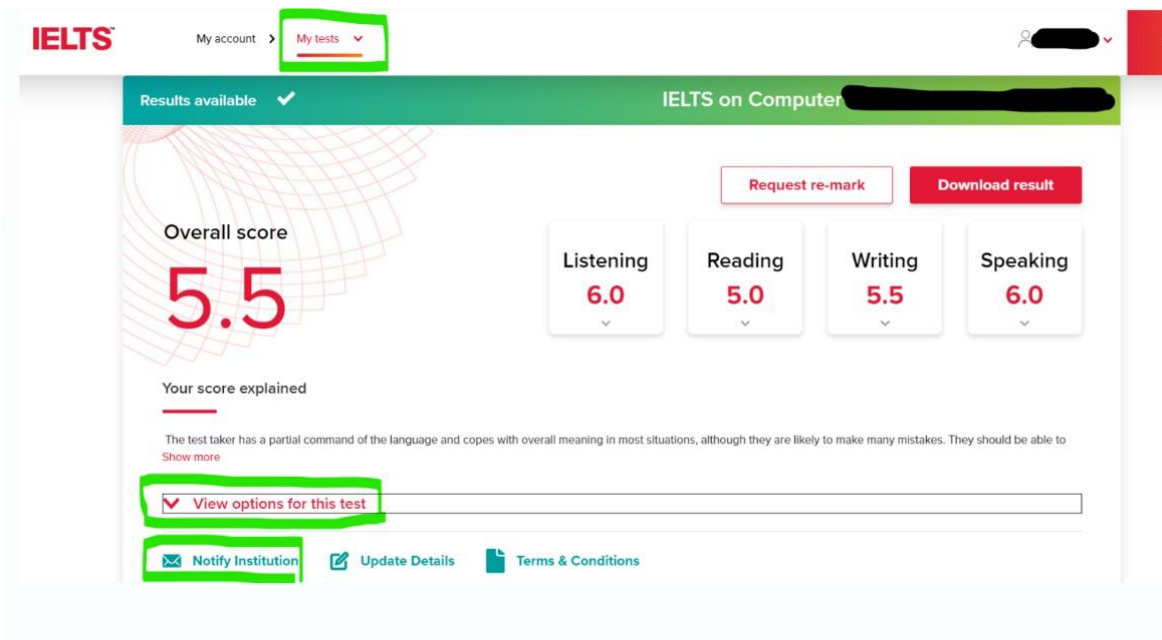 IELTS™
My account > My tests
Results available
IELTS on Computer
Request re-mark
Download result
Overall score
5.5
Listening
6.0
Reading
5.0
Writing
5.5
Speaking
6.0
Your score explained
The test taker has a partial command of the language and copes with overall meaning in most situations, although they are likely to make many mistakes. They should be able to
Show more
View options for this test
Notify Institution
Update Details
Terms & Conditions